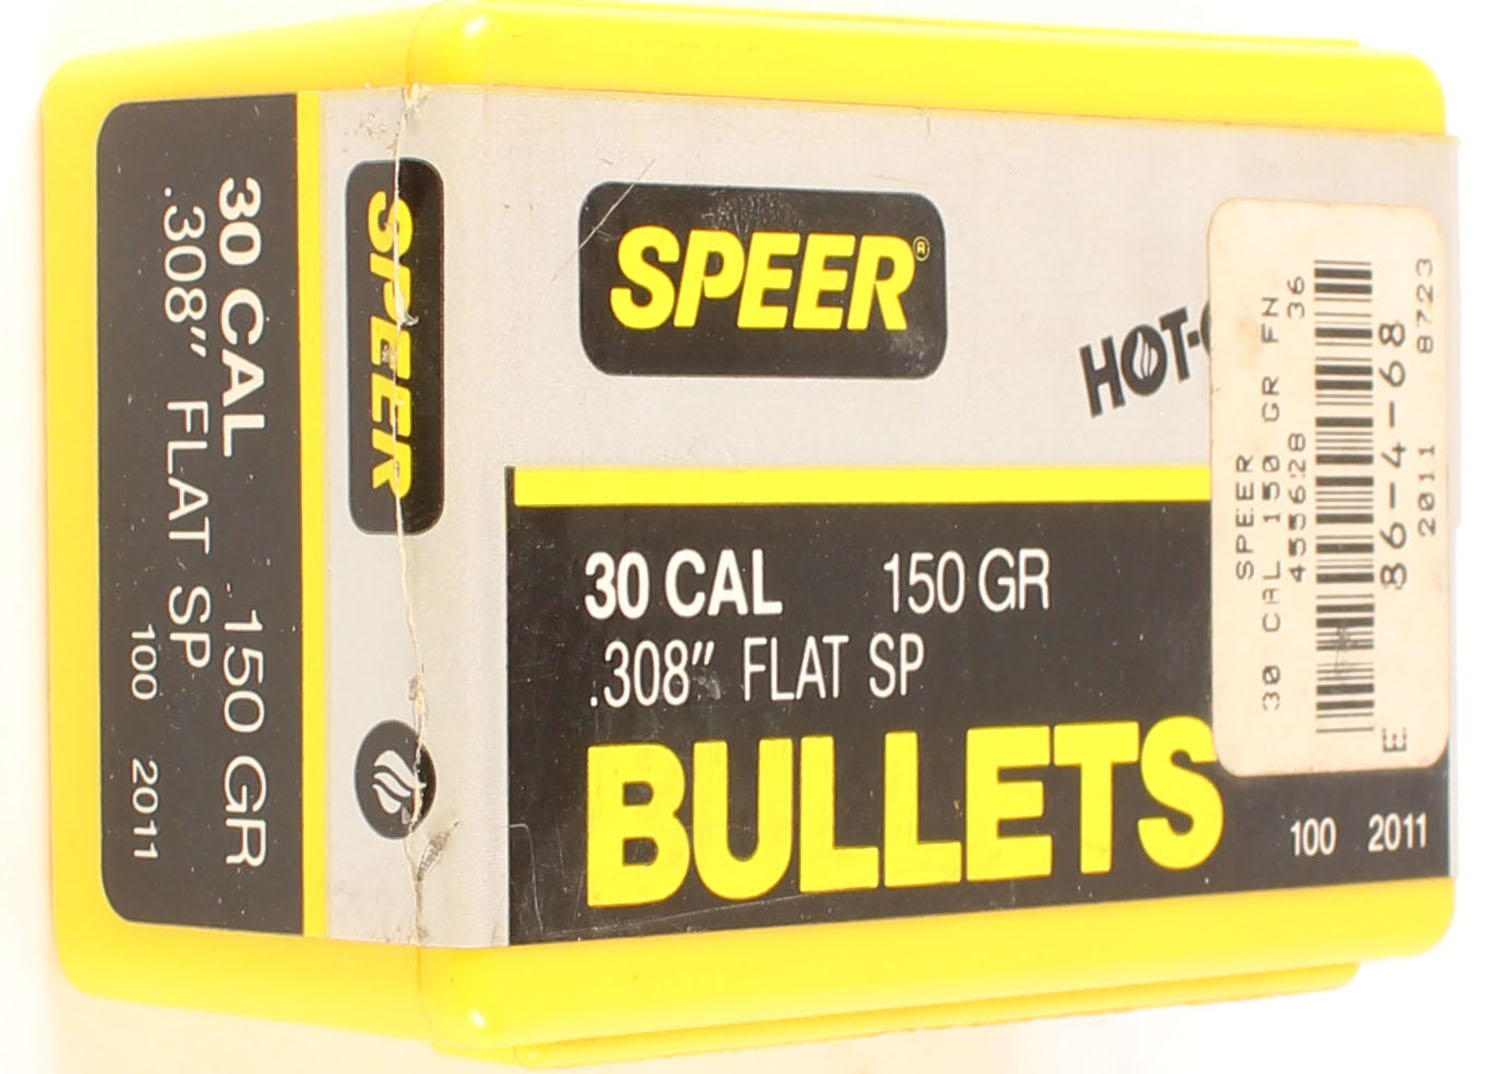 30 CAL 150 GR
.308" FLAT SP
100 2011
SPEER
SPEER®
HOT-
30 CAL 150 GR
.308" FLAT SP
BULLETS
100 2011
SPEER
30 CAL 150 GR FN
455628 36
86-4-68
E
2011 8723